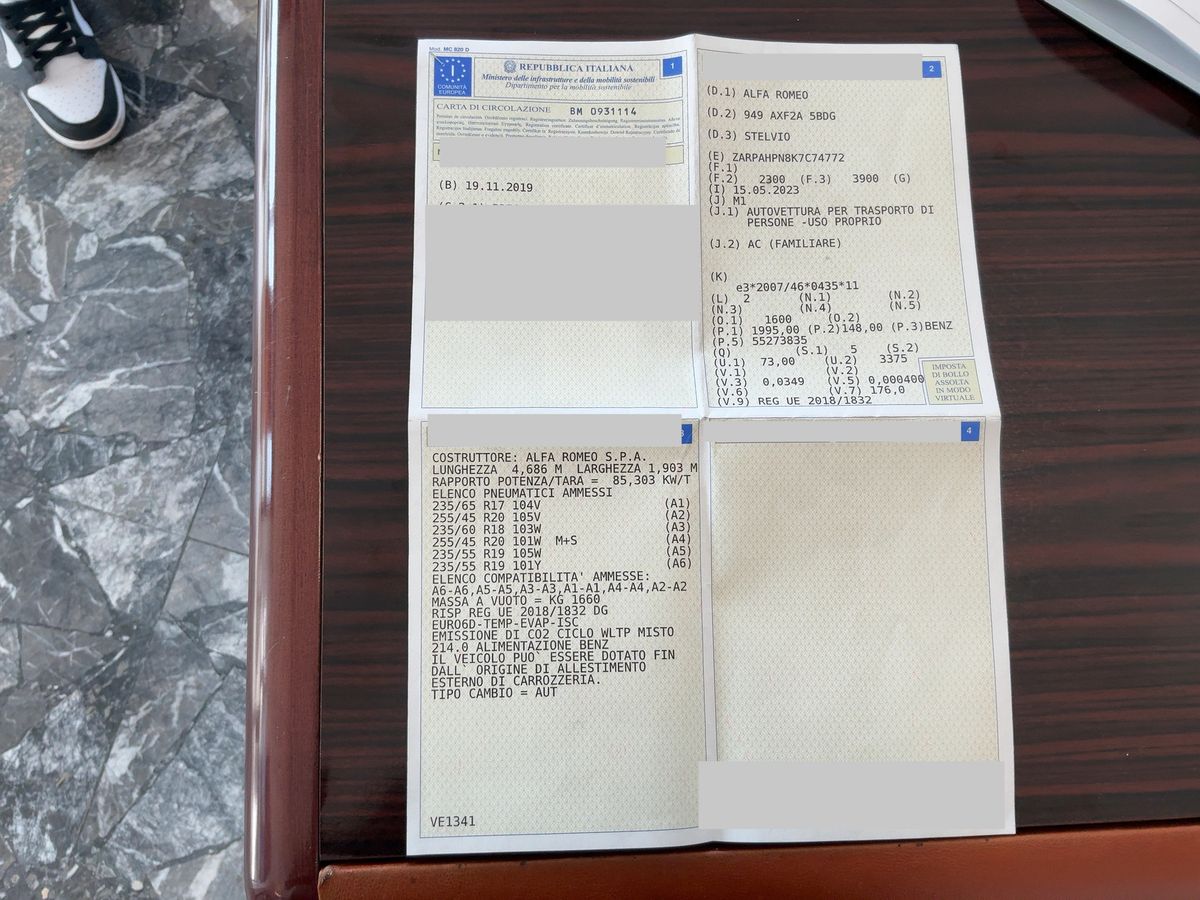 Mod. MC 820 D
COMUNITÀ
EUROPEA
I
REPUBBLICA ITALIANA
1
Ministero delle infrastrutture e della mobilità sostenibili
Dipartimento per la mobilità sostenibile
CARTA DI CIRCOLAZIONE BM 0931114
(B) 19.11.2019
2
(D.1) ALFA ROMEO
(D.2) 949 AXF2A 5BDG
(D.3) STELVIO
(E) ZARPAHPN8K7C74772
(F.1)
(F.2) 2300 (F.3) 3900 (G)
(I) 15.05.2023
(J) M1
(J.1) AUTOVETTURA PER TRASPORTO DI
PERSONE -USO PROPRIO
(J.2) AC (FAMILIARE)
(K)
e3*2007/46*0435*11
(L) 2 (N.1) (N.2)
(N.3) (N.4) (N.5)
(O.1) 1600 (O.2)
(P.1) 1995,00 (P.2)148,00 (P.3)BENZ
(P.5) 55273835
(Q) (S.1) 5 (S.2)
(U.1) 73,00 (U.2) 3375
(V.1) (V.2)
(V.3) 0,0349 (V.5) 0,000400
(V.6) (V.7) 176,0
(V.9) REG UE 2018/1832
IMPOSTA
DI BOLLO
ASSOLTA
IN MODO
VIRTUALE
3
COSTRUTTORE: ALFA ROMEO S.P.A.
LUNGHEZZA 4,686 M LARGHEZZA 1,903 M
RAPPORTO POTENZA/TARA = 85,303 KW/T
ELENCO PNEUMATICI AMMESSI
235/65 R17 104V (A1)
255/45 R20 105V (A2)
235/60 R18 103W (A3)
255/45 R20 101W M+S (A4)
235/55 R19 105W (A5)
235/55 R19 101Y (A6)
ELENCO COMPATIBILITA' AMMESSE:
A6-A6,A5-A5,A3-A3,A1-A1,A4-A4,A2-A2
MASSA A VUOTO = KG 1660
RISP REG UE 2018/1832 DG
EURO6D-TEMP-EVAP-ISC
EMISSIONE DI CO2 CICLO WLTP MISTO
214.0 ALIMENTAZIONE BENZ
IL VEICOLO PUO` ESSERE DOTATO FIN
DALL` ORIGINE DI ALLESTIMENTO
ESTERNO DI CARROZZERIA.
TIPO CAMBIO = AUT
VE1341
4